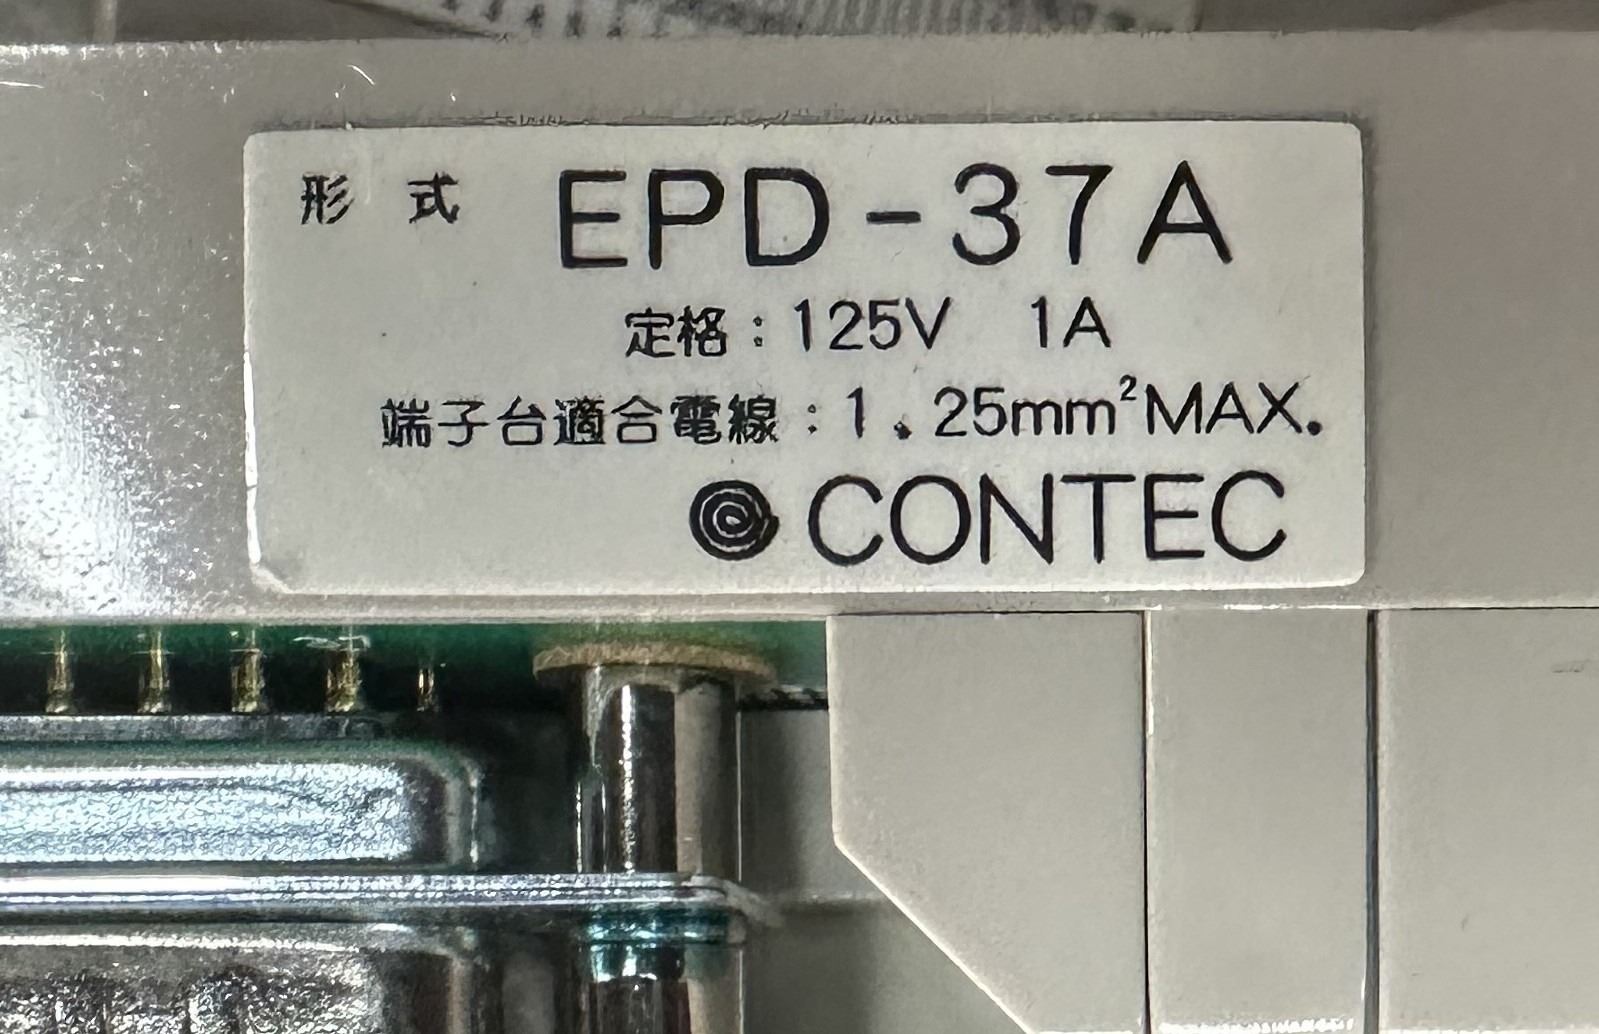 形式 EPD-37A
定格：125V 1A
端子台適合電線：1.25mm²MAX.
CONTEC